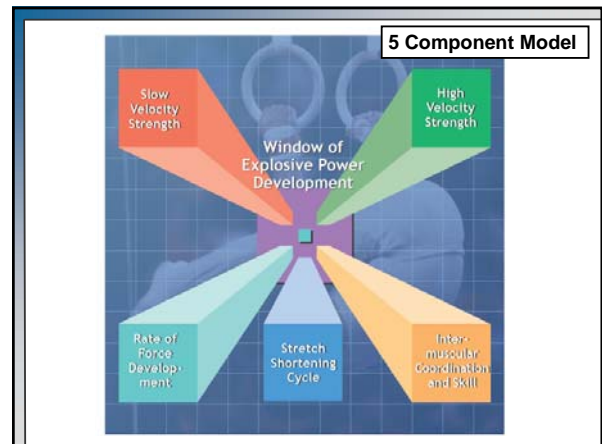 5 Component Model
Slow
Velocity
Strength
High
Velocity
Strength
Window of
Explosive Power
Development
Rate of
Force
Develop-
ment
Stretch
Shortening
Cycle
Inter-
muscular
Coordination
and Skill